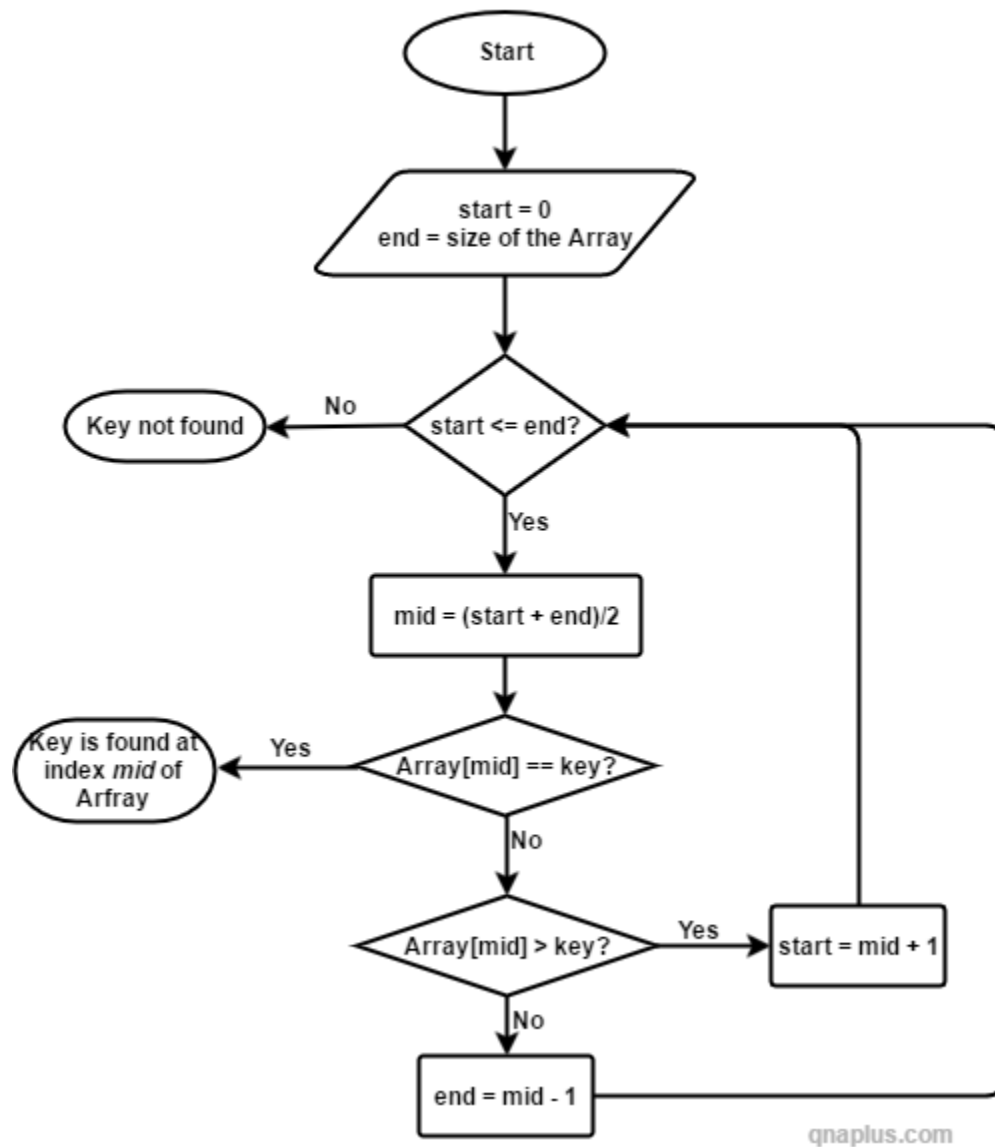 Start
start = 0
end = size of the Array
start <= end?
No
Key not found
Yes
mid = (start + end)/2
Array[mid] == key?
Yes
Key is found at
index mid of
Arfray
No
Array[mid] > key?
Yes
start = mid + 1
No
end = mid - 1
qnaplus.com